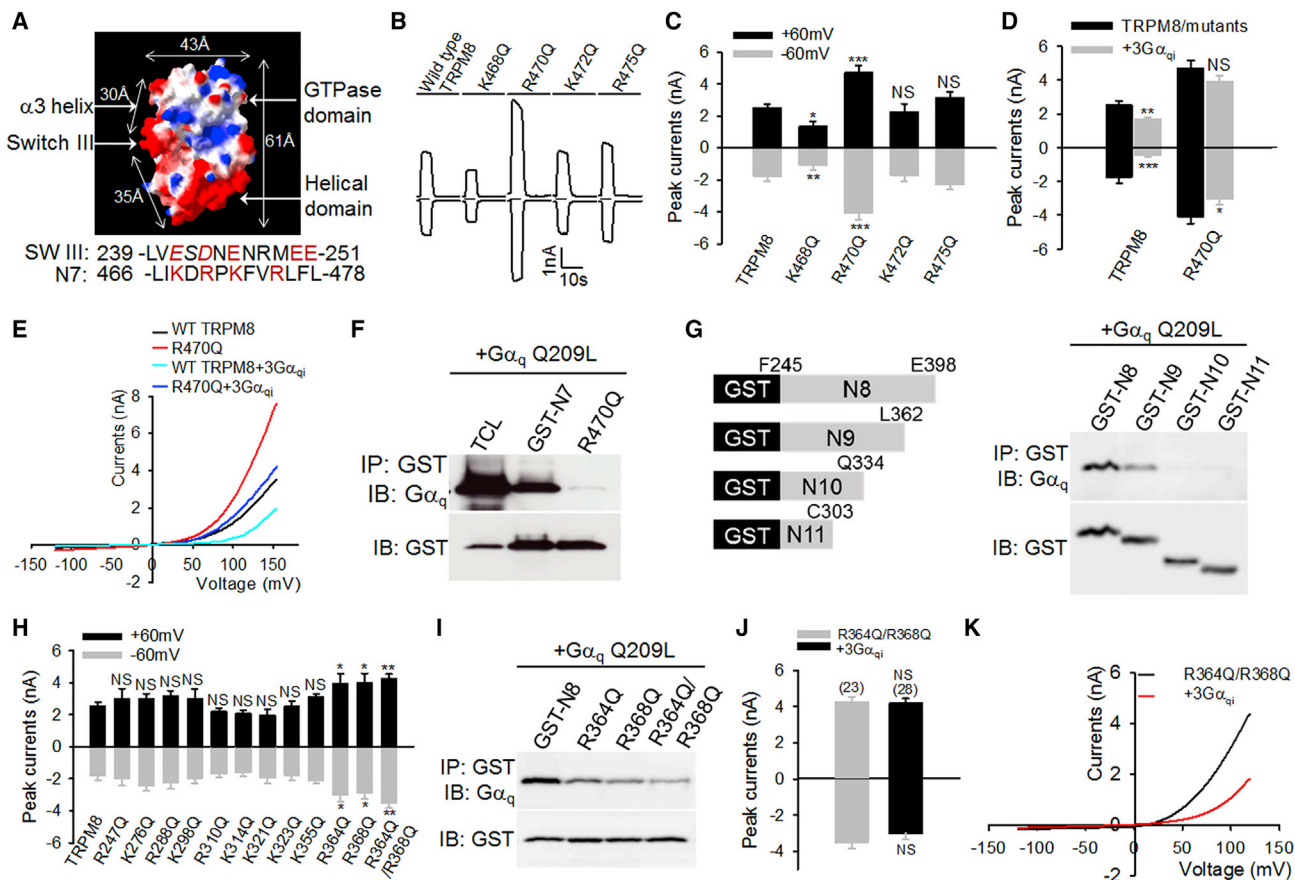 A
43Å
30Å
α3 helix
Switch III
35Å
61Å
GTPase
domain
Helical
domain
SW III: 239 -LVESDNENRMEE-251
N7: 466 -LIKDRPKFVRLFL-478
B
Wild type
TRPM8
K468Q
R470Q
K472Q
R475Q
1nA
10s
C
+60mV
-60mV
Peak currents (nA)
6
4
2
0
-2
-4
-6
*
**
***
***
NS
NS
TRPM8
K468Q
R470Q
K472Q
R475Q
D
TRPM8/mutants
+3Gαqi
Peak currents (nA)
6
4
2
0
-2
-4
-6
**
***
NS
*
TRPM8
R470Q
E
WT TRPM8
R470Q
WT TRPM8+3Gαqi
R470Q+3Gαqi
Currents (nA)
8
6
4
2
0
-2
-150 -100 -50 0 50 100 150
Voltage (mV)
F
+Gαq Q209L
TCL
GST-N7
R470Q
IP: GST
IB: Gαq
IB: GST
G
F245 E398
GST N8
L362
GST N9
Q334
GST N10
C303
GST N11
+Gαq Q209L
GST-N8
GST-N9
GST-N10
GST-N11
IP: GST
IB: Gαq
IB: GST
H
+60mV
-60mV
Peak currents (nA)
6
4
2
0
-2
-4
-6
NS
NS
NS
NS
NS
NS
NS
NS
NS
*
*
**
*
*
**
TRPM8
R247Q
K276Q
R288Q
K298Q
R310Q
K314Q
K321Q
K323Q
K355Q
R364Q
R368Q
R364Q
/R368Q
I
+Gαq Q209L
GST-N8
R364Q
R368Q
R364Q/
R368Q
IP: GST
IB: Gαq
IB: GST
J
R364Q/R368Q
+3Gαqi
Peak currents (nA)
6
4
2
0
-2
-4
(23)
NS
(28)
NS
K
R364Q/R368Q
+3Gαqi
Currents (nA)
6
4
2
0
-2
-150 -100 -50 0 50 100 150
Voltage (mV)